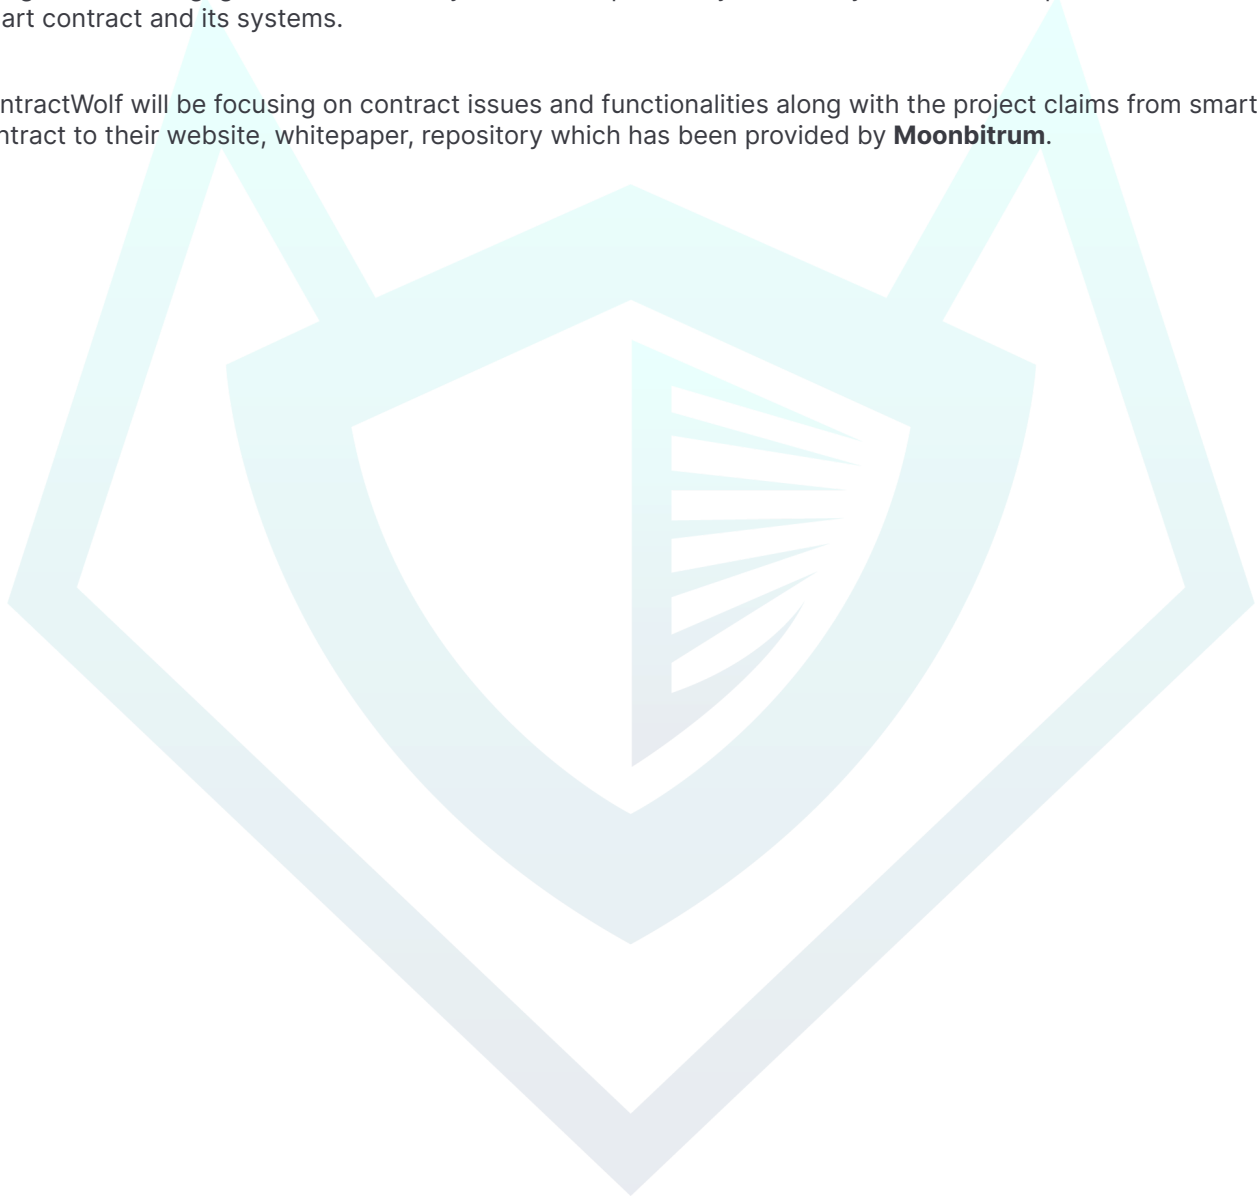 art contract and its systems.
ntractWolf will be focusing on contract issues and functionalities along with the project claims from smart
ntract to their website, whitepaper, repository which has been provided by Moonbitrum.